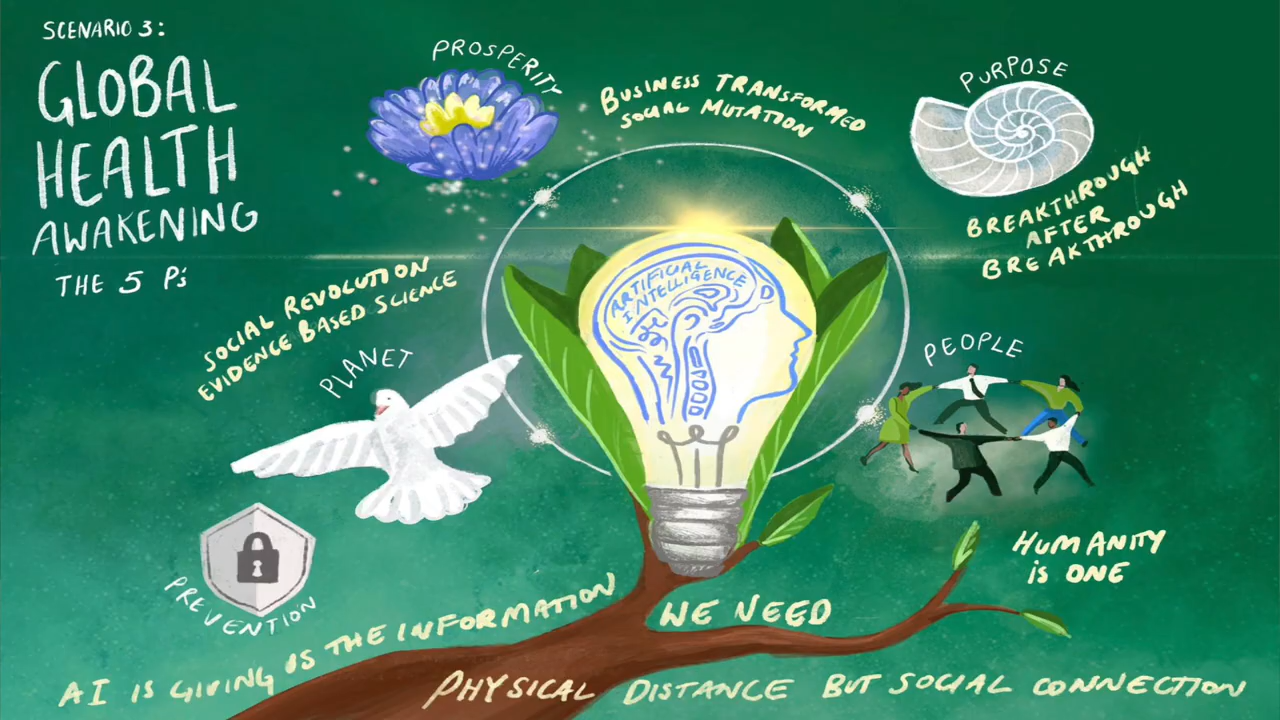 SCENARIO 3:
GLOBAL
HEALTH
AWAKENING
THE 5 Ps
PROSPERITY
BUSINESS TRANSFORMED
SOCIAL MUTATION
PURPOSE
BREAKTHROUGH
AFTER
BREAKTHROUGH
SOCIAL REVOLUTION
EVIDENCE BASED SCIENCE
PLANET
ARTIFICIAL
INTELLIGENCE
PEOPLE
HUMANITY
is ONE
PREVENTION
AI IS GIVING US THE INFORMATION WE NEED
PHYSICAL DISTANCE BUT SOCIAL CONNECTION